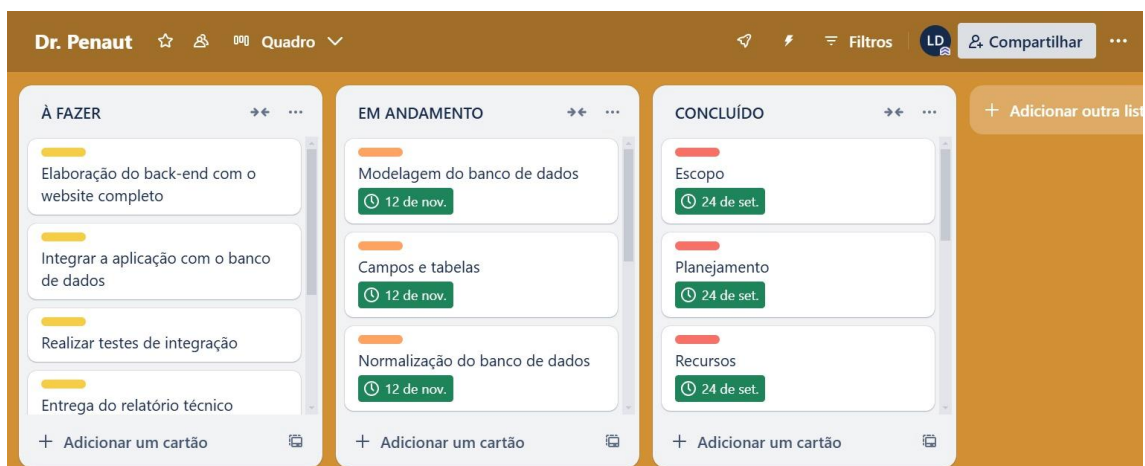 Dr. Penaut
Quadro
Filtros
LD
Compartilhar
À FAZER
Elaboração do back-end com o
website completo
Integrar a aplicação com o banco
de dados
Realizar testes de integração
Entrega do relatório técnico
+ Adicionar um cartão
EM ANDAMENTO
Modelagem do banco de dados
12 de nov.
Campos e tabelas
12 de nov.
Normalização do banco de dados
12 de nov.
+ Adicionar um cartão
CONCLUÍDO
Escopo
24 de set.
Planejamento
24 de set.
Recursos
24 de set.
+ Adicionar um cartão
+ Adicionar outra list